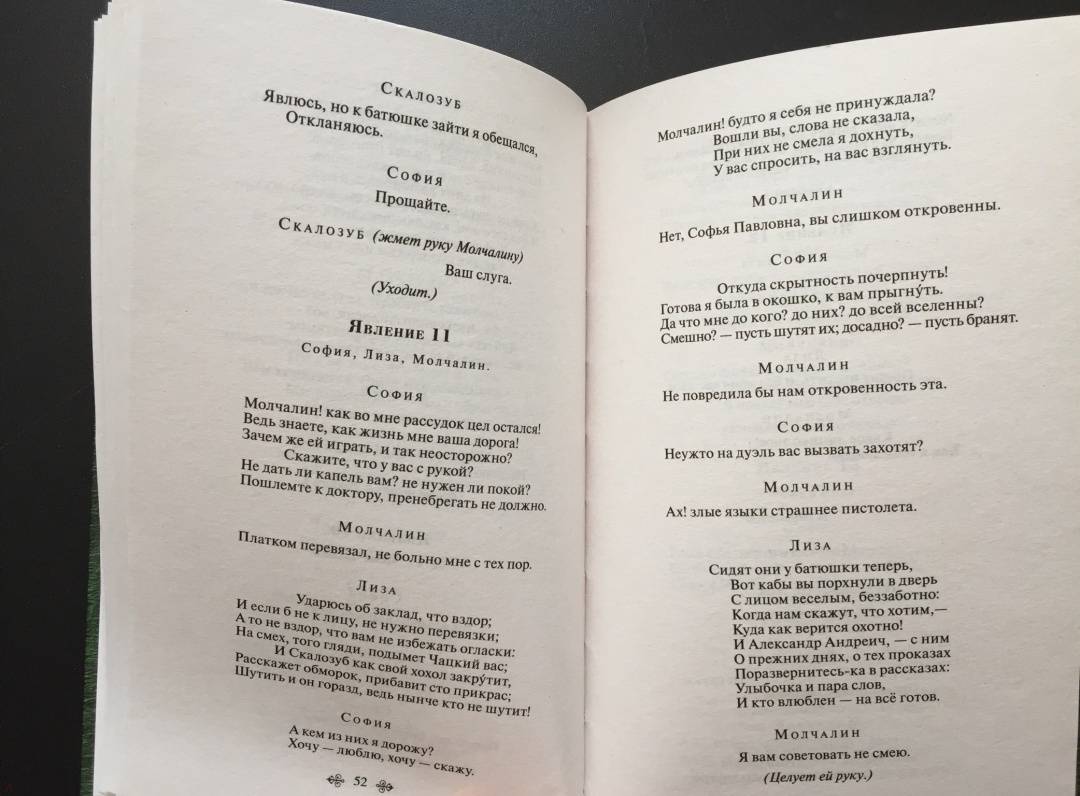 Скалозуб
Явлюсь, но к батюшке зайти я обещался,
Откланяюсь.
София
Прощайте.
Скалозуб (жмет руку Молчалину)
Ваш слуга.
(Уходит.)
Явление 11
София, Лиза, Молчалин.
София
Молчалин! как во мне рассудок цел остался!
Ведь знаете, как жизнь мне ваша дорога!
Зачем же ей играть, и так неосторожно?
Скажите, что у вас с рукой?
Не дать ли капель вам? не нужен ли покой?
Пошлемте к доктору, пренебрегать не должно.
Молчалин
Платком перевязал, не больно мне с тех пор.
Лиза
Ударюсь об заклад, что вздор;
И если б не к лицу, не нужно перевязки;
А то не вздор, что вам не избежать огласки:
На смех, того гляди, подымет Чацкий вас;
И Скалозуб как свой хохол закру́тит,
Расскажет обморок, прибавит сто прикрас;
Шутить и он горазд, ведь нынче кто не шутит!
София
А кем из них я дорожу?
Хочу — люблю, хочу — скажу.
52
Молчалин! будто я себя не принуждала?
Вошли вы, слова не сказала,
При них не смела я дохнуть,
У вас спросить, на вас взглянуть.
Молчалин
Нет, Софья Павловна, вы слишком откровенны.
София
Откуда скрытность почерпнуть!
Готова я была в окошко, к вам прыгну́ть.
Да что мне до кого? до них? до всей вселенны?
Смешно? — пусть шутят их; досадно? — пусть бранят.
Молчалин
Не повредила бы нам откровенность эта.
София
Неужто на дуэль вас вызвать захотят?
Молчалин
Ах! злые языки страшнее пистолета.
Лиза
Сидят они у батюшки теперь,
Вот кабы вы порхнули в дверь
С лицом веселым, беззаботно:
Когда нам скажут, что хотим,—
Куда как верится охотно!
И Александр Андреич, — с ним
О прежних днях, о тех проказах
Поразвернитесь-ка в рассказах:
Улыбочка и пара слов,
И кто влюблен — на всё готов.
Молчалин
Я вам советовать не смею.
(Целует ей руку.)